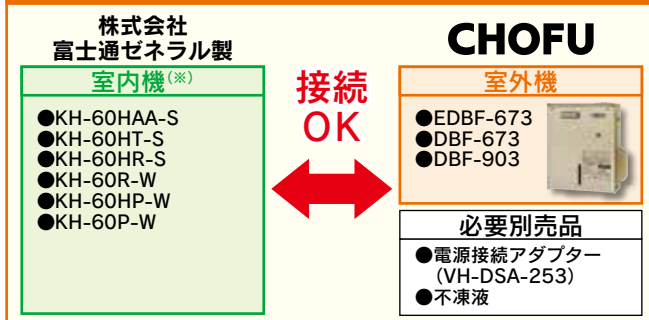 株式会社
富士通ゼネラル製
室内機(※)
●KH-60HAA-S
●KH-60HT-S
●KH-60HR-S
●KH-60R-W
●KH-60HP-W
●KH-60P-W
接続
OK
CHOFU
室外機
●EDBF-673
●DBF-673
●DBF-903
必要別売品
●電源接続アダプター
(VH-DSA-253)
●不凍液